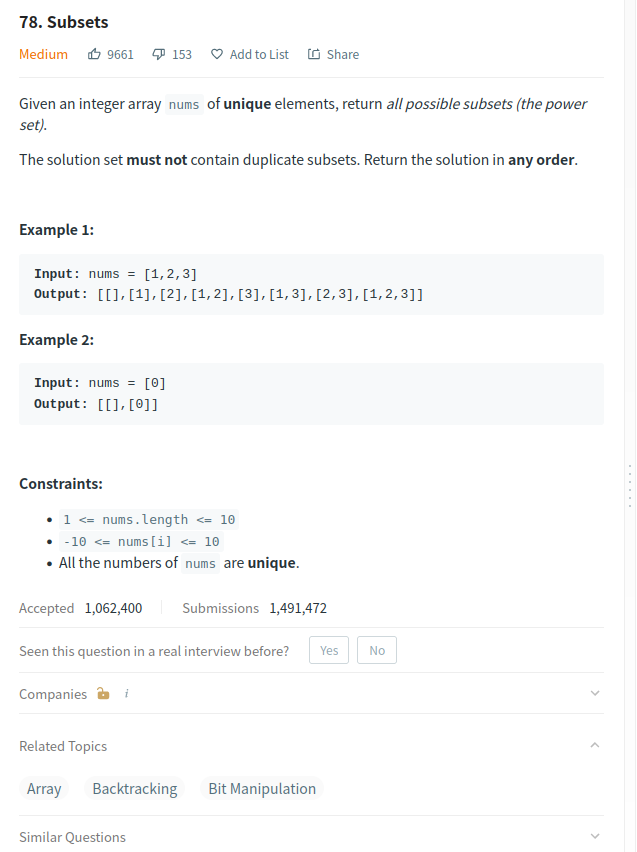 78. Subsets
Medium 9661 153 Add to List Share
Given an integer array nums of unique elements, return all possible subsets (the power
set).
The solution set must not contain duplicate subsets. Return the solution in any order.
Example 1:
Input: nums = [1,2,3]
Output: [[],[1],[2],[1,2],[3],[1,3],[2,3],[1,2,3]]
Example 2:
Input: nums = [0]
Output: [[],[0]]
Constraints:
• 1 <= nums.length <= 10
• -10 <= nums[i] <= 10
• All the numbers of nums are unique.
Accepted 1,062,400 Submissions 1,491,472
Seen this question in a real interview before? Yes No
Companies i
Related Topics
Array Backtracking Bit Manipulation
Similar Questions